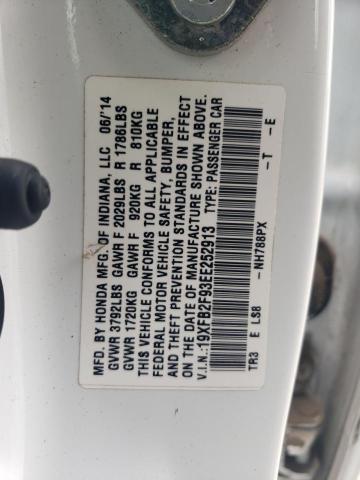 MFD. BY HONDA MFG. OF INDIANA, LLC 06/'14
GVWR 3792LBS GAWR F 2029LBS R 1786LBS
GVWR 1720KG GAWR F 920KG R 810KG
THIS VEHICLE CONFORMS TO ALL APPLICABLE
FEDERAL MOTOR VEHICLE SAFETY, BUMPER,
AND THEFT PREVENTION STANDARDS IN EFFECT
ON THE DATE OF MANUFACTURE SHOWN ABOVE.
V.I.N.:19XFB2F93EE252913 TYPE: PASSENGER CAR
TR3 E LS8 -NH788PX -T -E